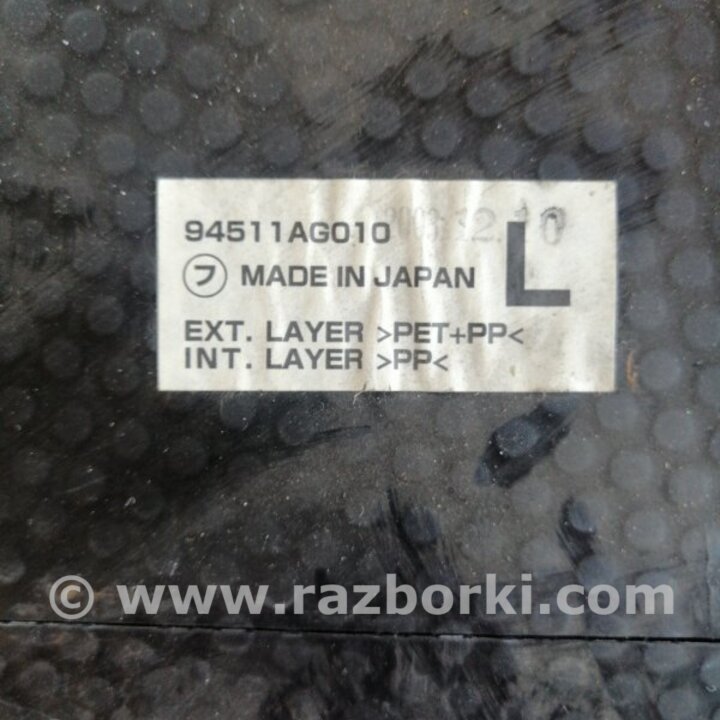 94511AG010
フ MADE IN JAPAN L
EXT. LAYER >PET+PP<
INT. LAYER >PP<
© www.razborki.com